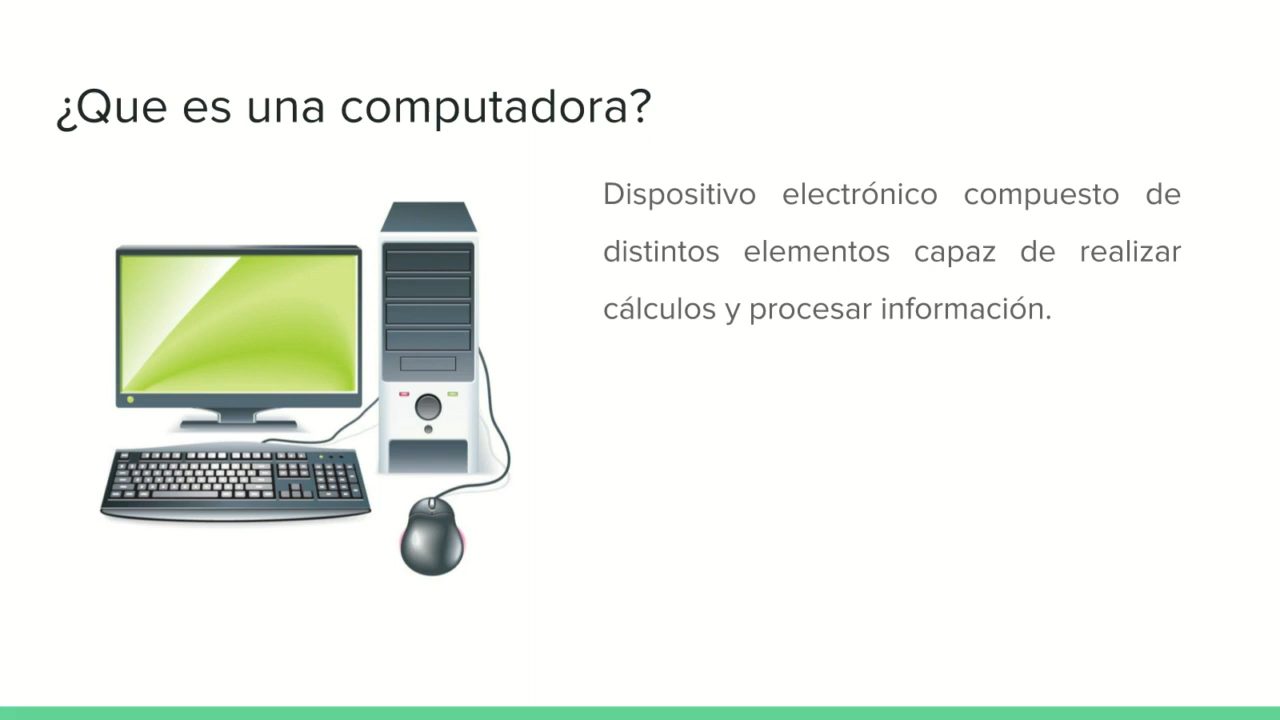 ¿Que es una computadora?
Dispositivo electrónico compuesto de
distintos elementos capaz de realizar
cálculos y procesar información.